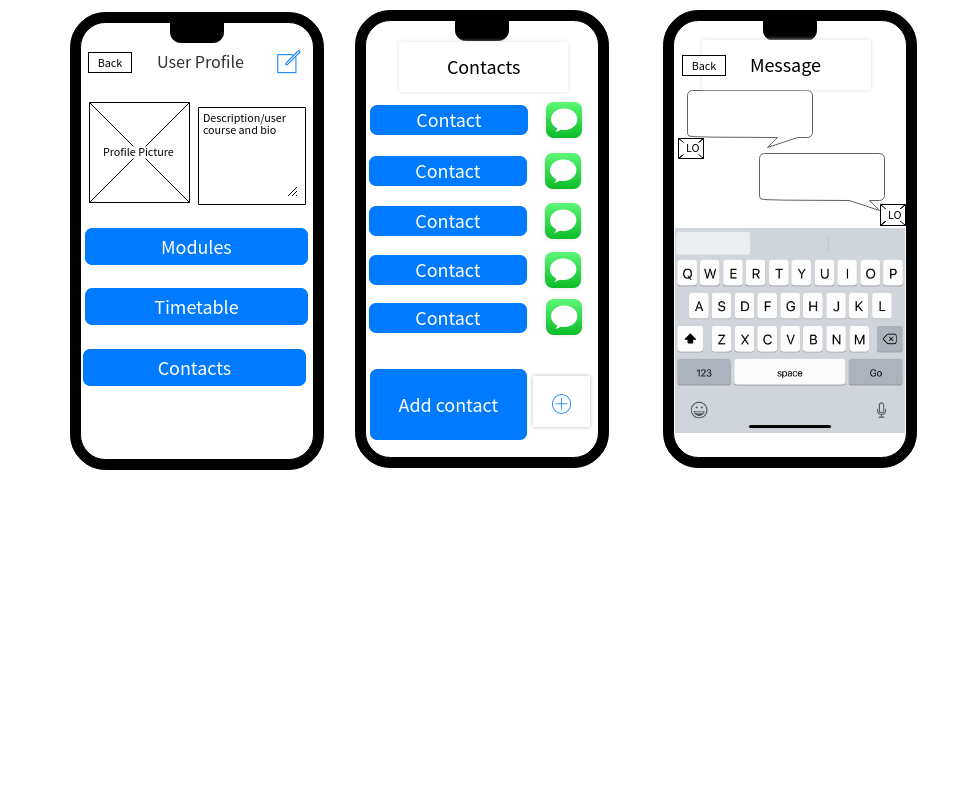 Back
User Profile
Profile Picture
Description/user
course and bio
Modules
Timetable
Contacts
Contacts
Contact
Contact
Contact
Contact
Contact
Add contact
Back
Message
LO
LO
Q W E R T Y U I O P
A S D F G H J K L
Z X C V B N M
123 space Go